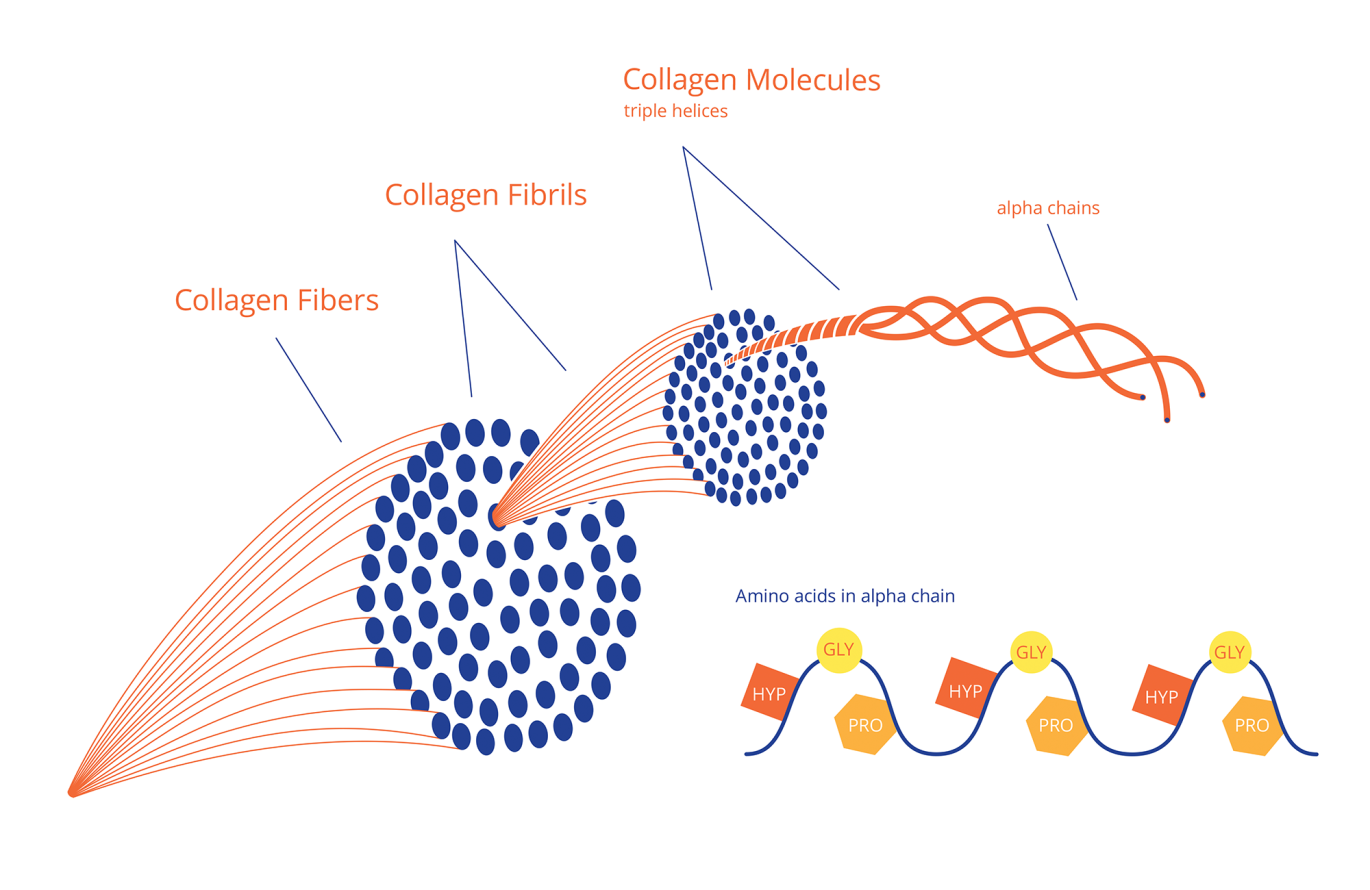 Collagen Molecules
triple helices
Collagen Fibrils
alpha chains
Collagen Fibers
Amino acids in alpha chain
GLY
GLY
GLY
HYP
HYP
HYP
PRO
PRO
PRO